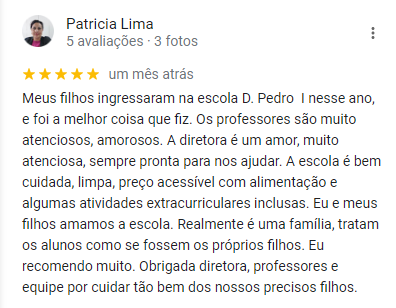 Patricia Lima
5 avaliações · 3 fotos
um mês atrás
Meus filhos ingressaram na escola D. Pedro  I nesse ano,
e foi a melhor coisa que fiz. Os professores são muito
atenciosos, amorosos. A diretora é um amor, muito
atenciosa, sempre pronta para nos ajudar. A escola é bem
cuidada, limpa, preço acessível com alimentação e
algumas atividades extracurriculares inclusas. Eu e meus
filhos amamos a escola. Realmente é uma família, tratam
os alunos como se fossem os próprios filhos. Eu
recomendo muito. Obrigada diretora, professores e
equipe por cuidar tão bem dos nossos precisos filhos.